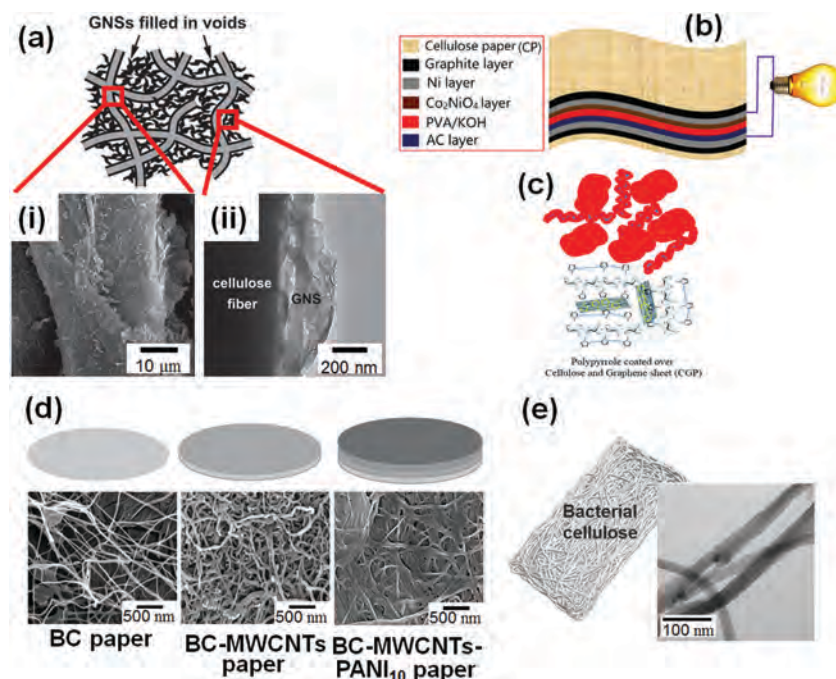 (a)
GNSs filled in voids
(i)
10 μm
(ii)
cellulose
fiber
GNS
200 nm
(b)
Cellulose paper (CP)
Graphite layer
Ni layer
Co₂NiO₄ layer
PVA/KOH
AC layer
(c)
Polypyrrole coated over
Cellulose and Graphene sheet (CGP)
(d)
500 nm
BC paper
500 nm
BC-MWCNTs
paper
500 nm
BC-MWCNTs-
PANI₁₀ paper
(e)
Bacterial
cellulose
100 nm